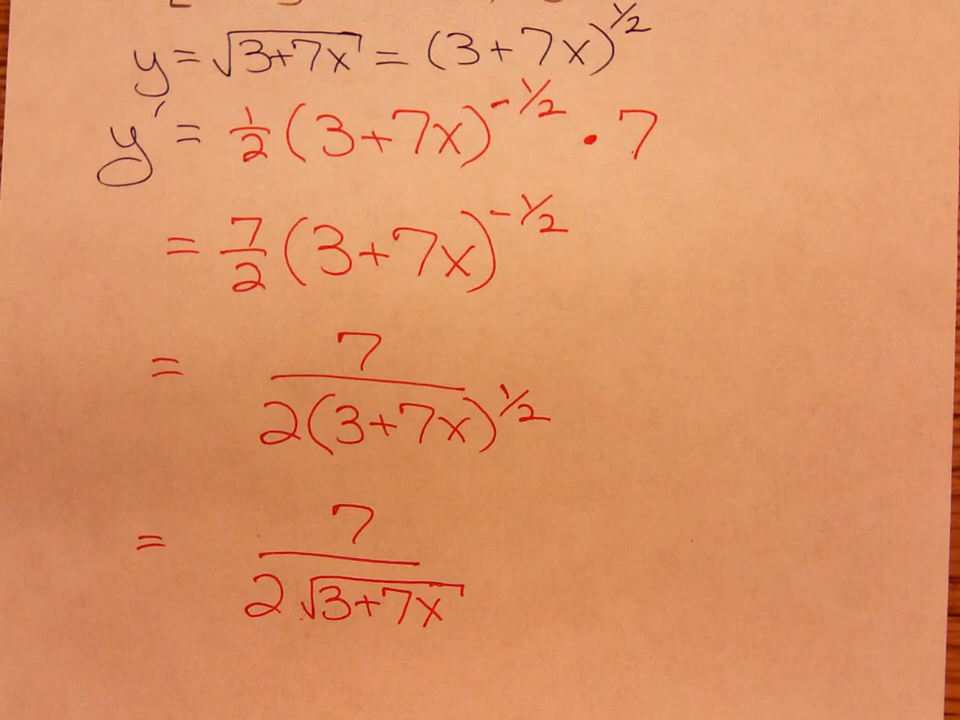 y = √3+7x = (3+7x)^1/2
y' = 1/2 (3+7x)^-1/2 • 7
= 7/2 (3+7x)^-1/2
= 7/2(3+7x)^1/2
= 7/2√3+7x